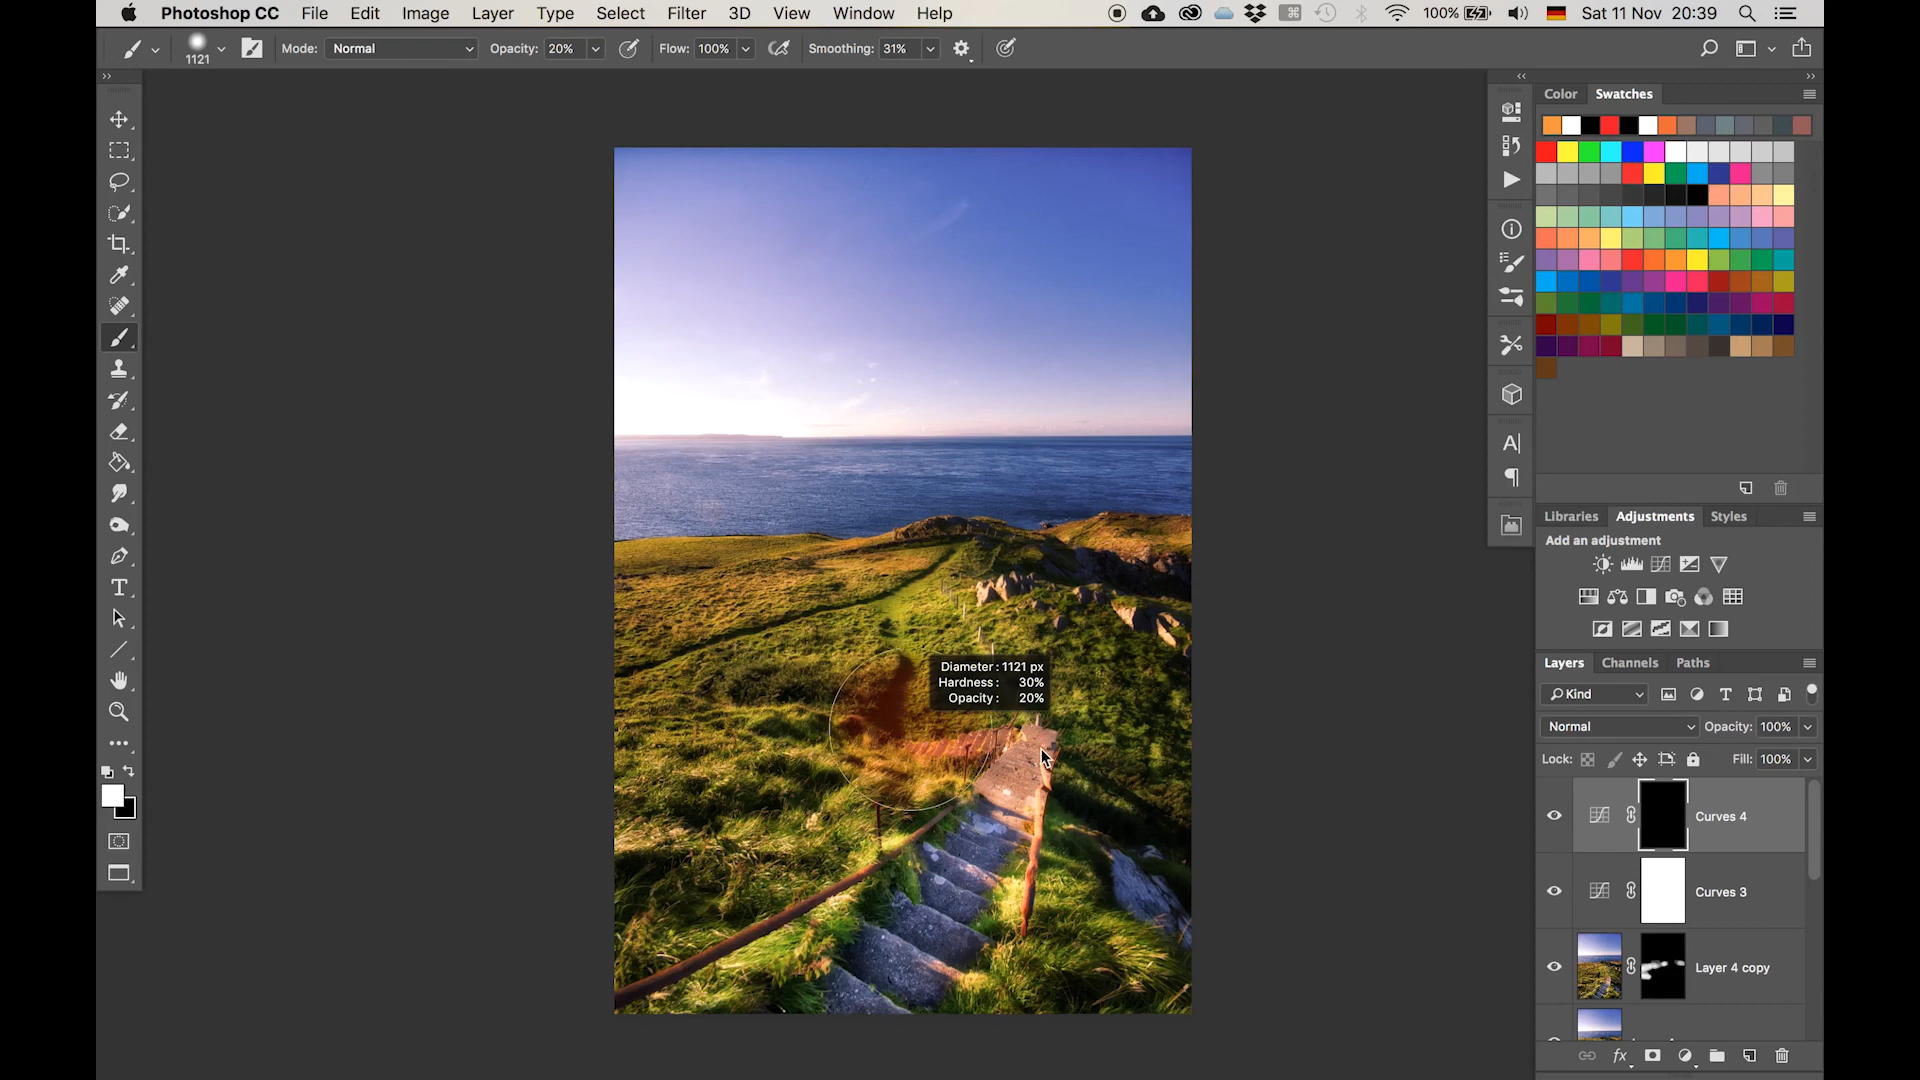 Photoshop CC File Edit Image Layer Type Select Filter 3D View Window Help 100% Sat 11 Nov 20:39
1121 Mode: Normal Opacity: 20% Flow: 100% Smoothing: 31%
Color Swatches
Libraries Adjustments Styles
Add an adjustment
Layers Channels Paths
Kind
Normal Opacity: 100%
Lock: Fill: 100%
Curves 4
Curves 3
Layer 4 copy
fx
Diameter: 1121 px
Hardness: 30%
Opacity: 20%